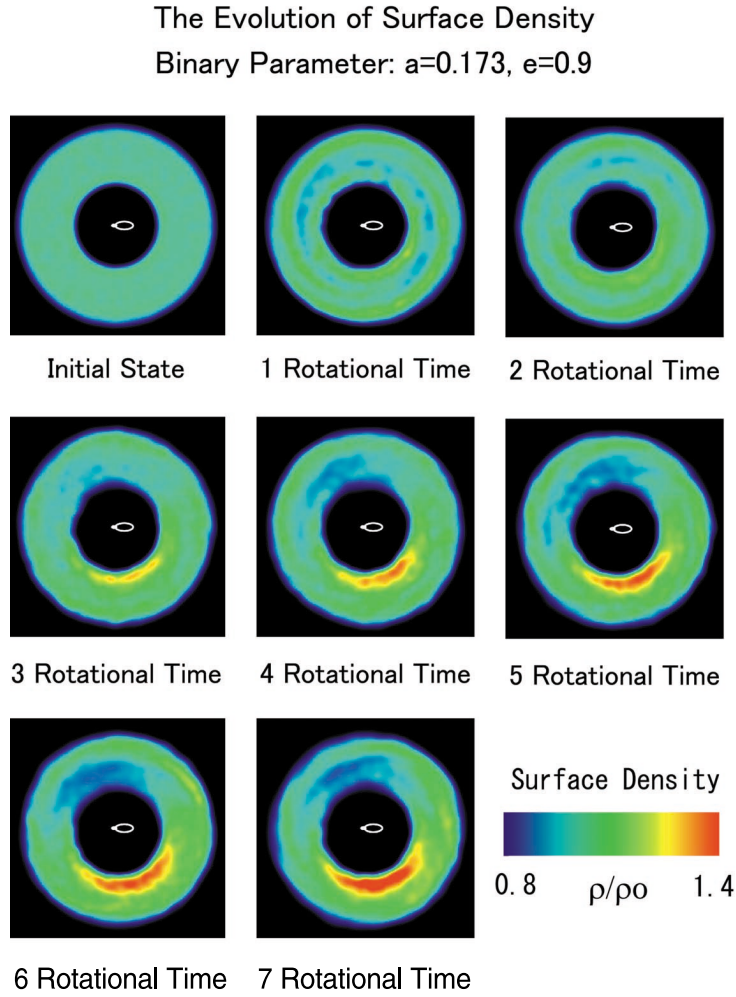 The Evolution of Surface Density
Binary Parameter: a=0.173, e=0.9
Initial State
1 Rotational Time
2 Rotational Time
3 Rotational Time
4 Rotational Time
5 Rotational Time
6 Rotational Time
7 Rotational Time
Surface Density
0.8 ρ/ρo 1.4